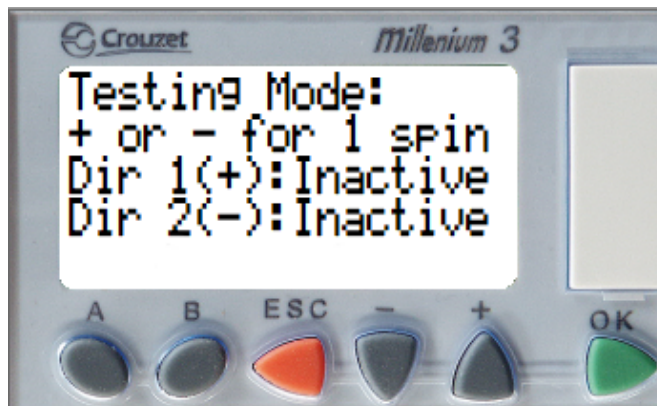 Crouzet Millenium 3
Testing Mode:
+ or - for 1 spin
Dir 1(+):Inactive
Dir 2(-):Inactive
A B ESC - + OK